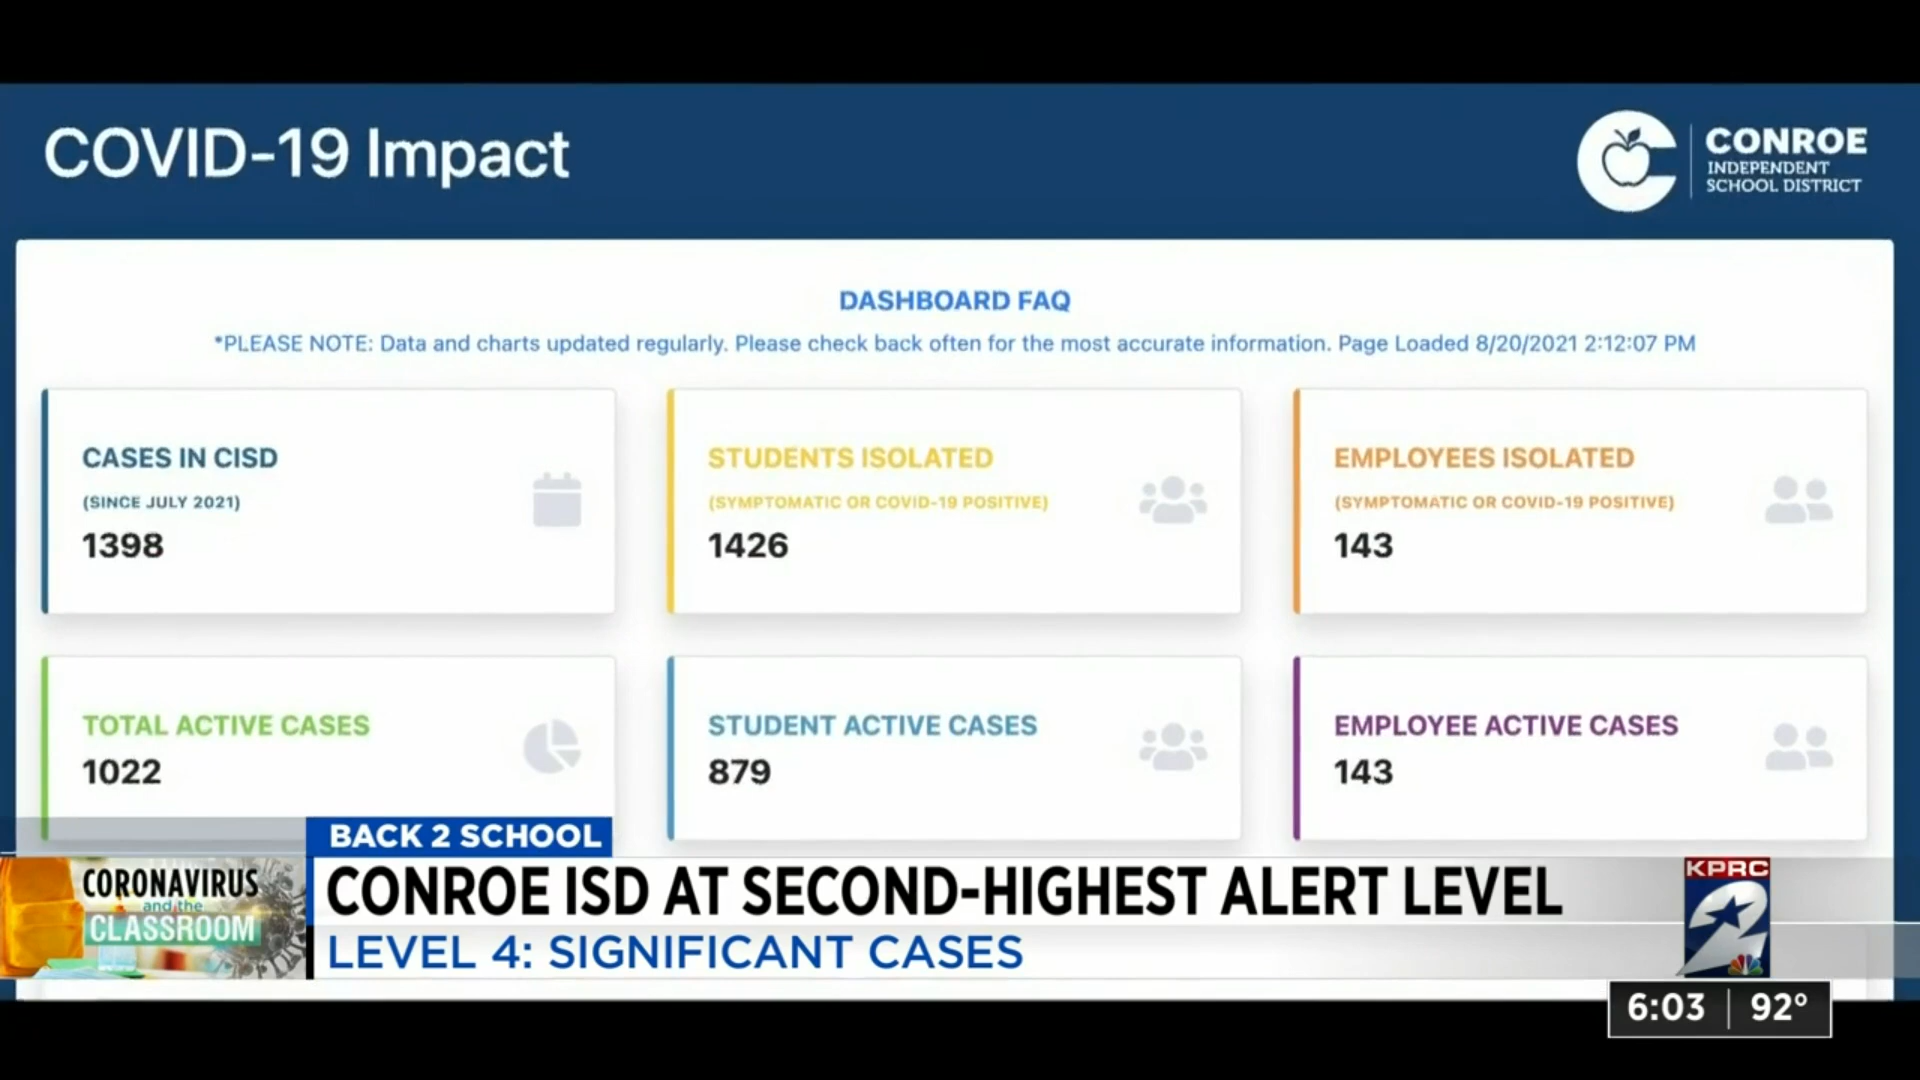 COVID-19 Impact
CONROE
INDEPENDENT
SCHOOL DISTRICT
DASHBOARD FAQ
*PLEASE NOTE: Data and charts updated regularly. Please check back often for the most accurate information. Page Loaded 8/20/2021 2:12:07 PM
CASES IN CISD
(SINCE JULY 2021)
1398
STUDENTS ISOLATED
(SYMPTOMATIC OR COVID-19 POSITIVE)
1426
EMPLOYEES ISOLATED
(SYMPTOMATIC OR COVID-19 POSITIVE)
143
TOTAL ACTIVE CASES
1022
STUDENT ACTIVE CASES
879
EMPLOYEE ACTIVE CASES
143
BACK 2 SCHOOL
CORONAVIRUS
and the
CLASSROOM
CONROE ISD AT SECOND-HIGHEST ALERT LEVEL
LEVEL 4: SIGNIFICANT CASES
KPRC
2
6:03 92°